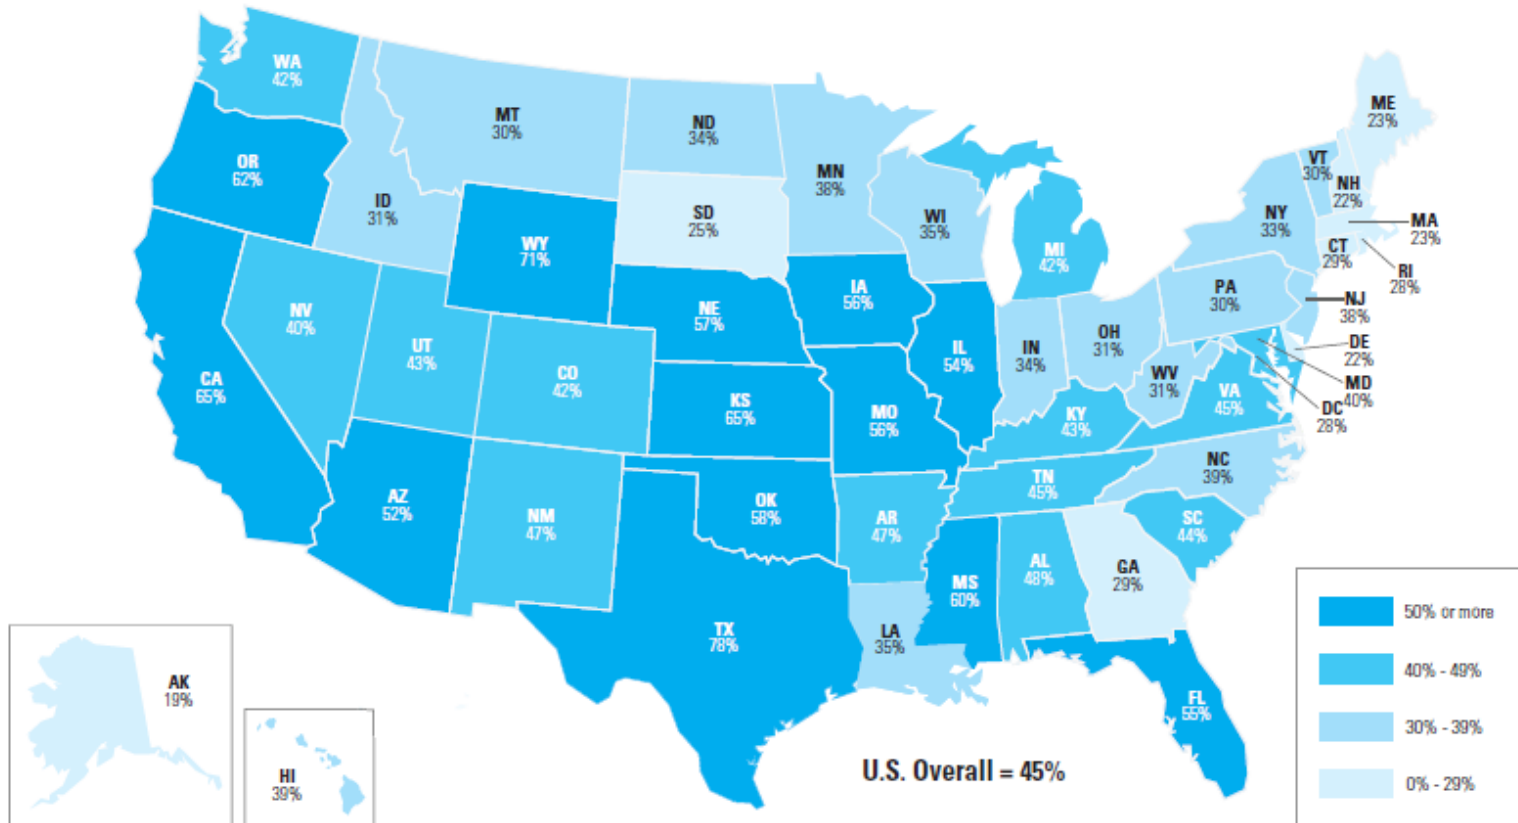 WA
42%
OR
62%
CA
65%
NV
40%
ID
31%
MT
30%
WY
71%
UT
43%
AZ
52%
CO
42%
NM
47%
ND
34%
SD
25%
NE
57%
KS
65%
OK
58%
TX
78%
MN
38%
IA
56%
MO
56%
AR
47%
LA
35%
WI
35%
IL
54%
MI
42%
IN
34%
OH
31%
KY
43%
TN
45%
MS
60%
AL
48%
GA
29%
FL
55%
SC
44%
NC
39%
VA
45%
WV
31%
PA
30%
NY
33%
VT
30%
NH
22%
ME
23%
MA
23%
CT
29%
RI
28%
NJ
38%
DE
22%
MD
40%
DC
28%
AK
19%
HI
39%
U.S. Overall = 45%
50% or more
40% - 49%
30% - 39%
0% - 29%